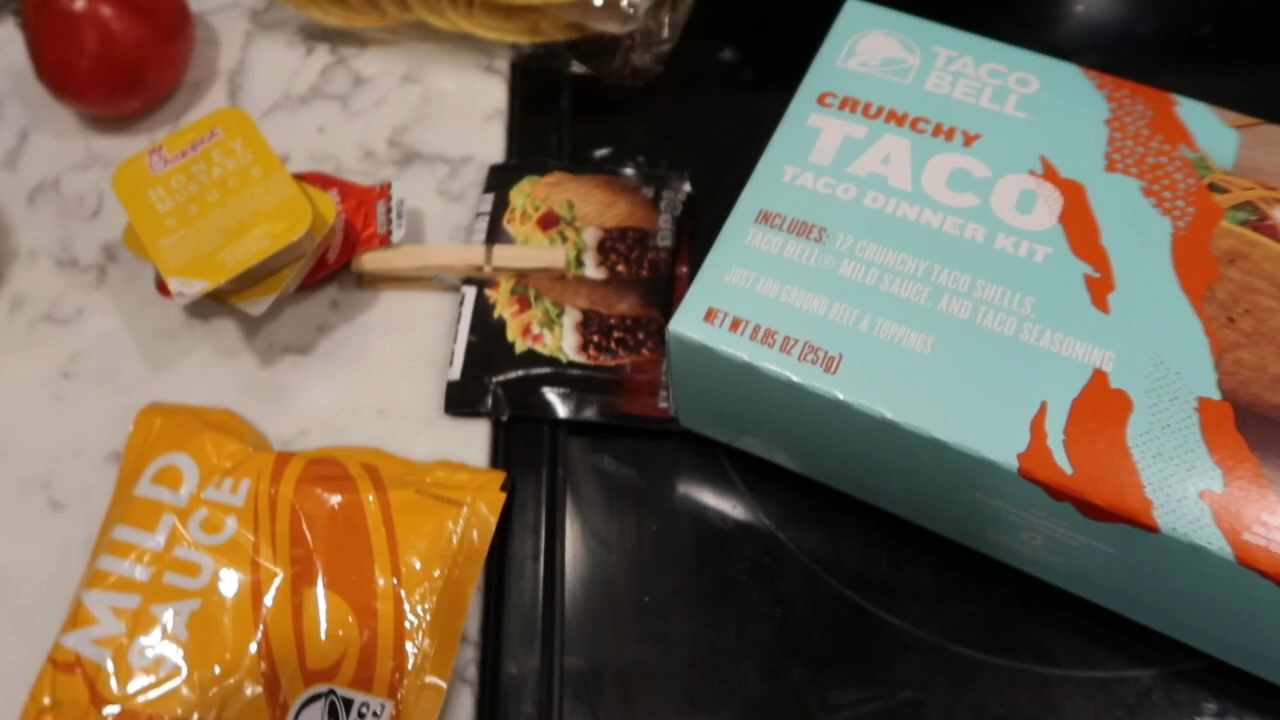 Chick-fil-A
HONEY
MUSTARD
SAUCE
TACO
BELL
CRUNCHY
TACO
TACO DINNER KIT
INCLUDES: 12 CRUNCHY TACO SHELLS,
TACO BELL® MILD SAUCE, AND TACO SEASONING
JUST ADD GROUND BEEF & TOPPINGS
NET WT 8.85 OZ (251g)
MILD
SAUCE